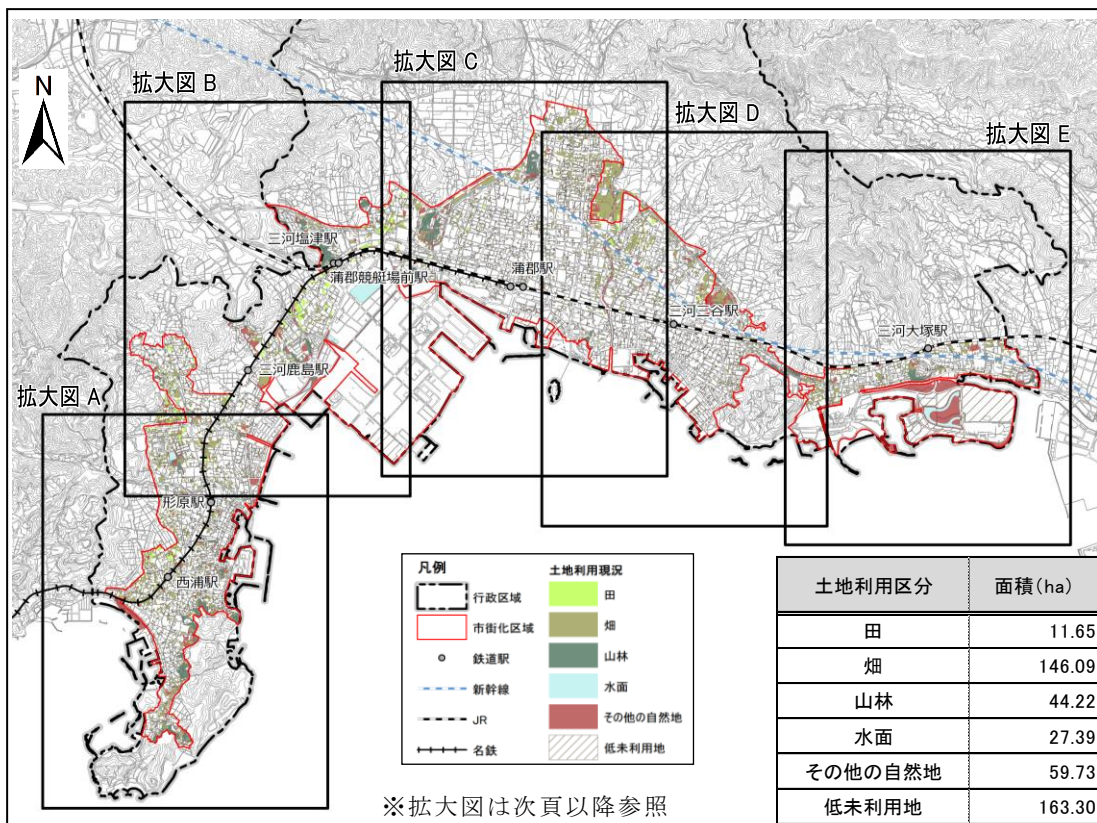 拡大図 C
拡大図 B
N
拡大図 D
拡大図 E
三河塩津駅
蒲郡競艇場前駅
蒲郡駅
三河三谷駅
三河大塚駅
三河鹿島駅
拡大図 A
形原駅
西浦駅
凡例
行政区域
市街化区域
鉄道駅
新幹線
JR
名鉄
土地利用現況
田
畑
山林
水面
その他の自然地
低未利用地
土地利用区分 面積(ha)
田 11.65
畑 146.09
山林 44.22
水面 27.39
その他の自然地 59.73
低未利用地 163.30
※拡大図は次頁以降参照